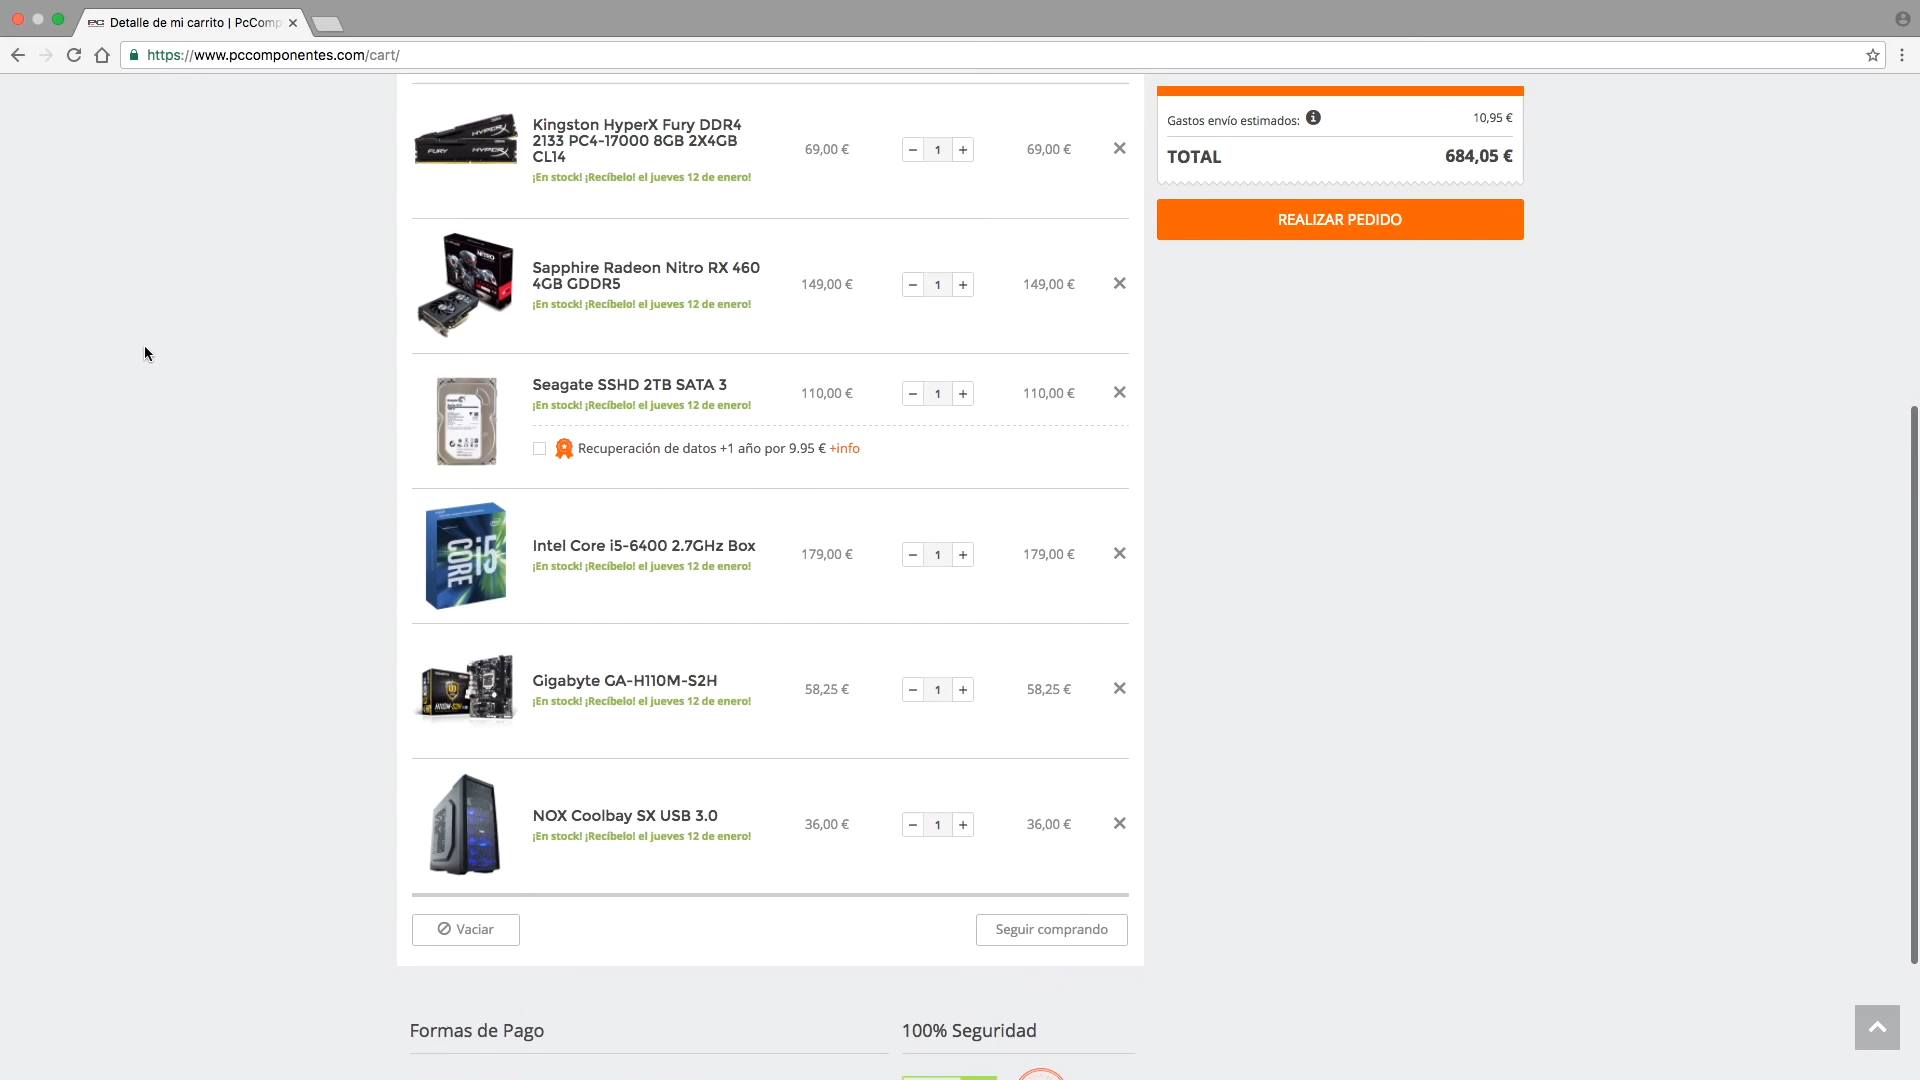 Detalle de mi carrito | PcComp
https://www.pccomponentes.com/cart/
Kingston HyperX Fury DDR4
2133 PC4-17000 8GB 2X4GB
CL14
¡En stock! ¡Recíbelo! el jueves 12 de enero!
69,00 €
− 1 +
69,00 €
Gastos envío estimados:
10,95 €
TOTAL
684,05 €
REALIZAR PEDIDO
Sapphire Radeon Nitro RX 460
4GB GDDR5
¡En stock! ¡Recíbelo! el jueves 12 de enero!
149,00 €
− 1 +
149,00 €
Seagate SSHD 2TB SATA 3
¡En stock! ¡Recíbelo! el jueves 12 de enero!
110,00 €
− 1 +
110,00 €
Recuperación de datos +1 año por 9.95 € +info
Intel Core i5-6400 2.7GHz Box
¡En stock! ¡Recíbelo! el jueves 12 de enero!
179,00 €
− 1 +
179,00 €
CORE i5
Gigabyte GA-H110M-S2H
¡En stock! ¡Recíbelo! el jueves 12 de enero!
58,25 €
− 1 +
58,25 €
NOX Coolbay SX USB 3.0
¡En stock! ¡Recíbelo! el jueves 12 de enero!
36,00 €
− 1 +
36,00 €
Vaciar
Seguir comprando
Formas de Pago
100% Seguridad